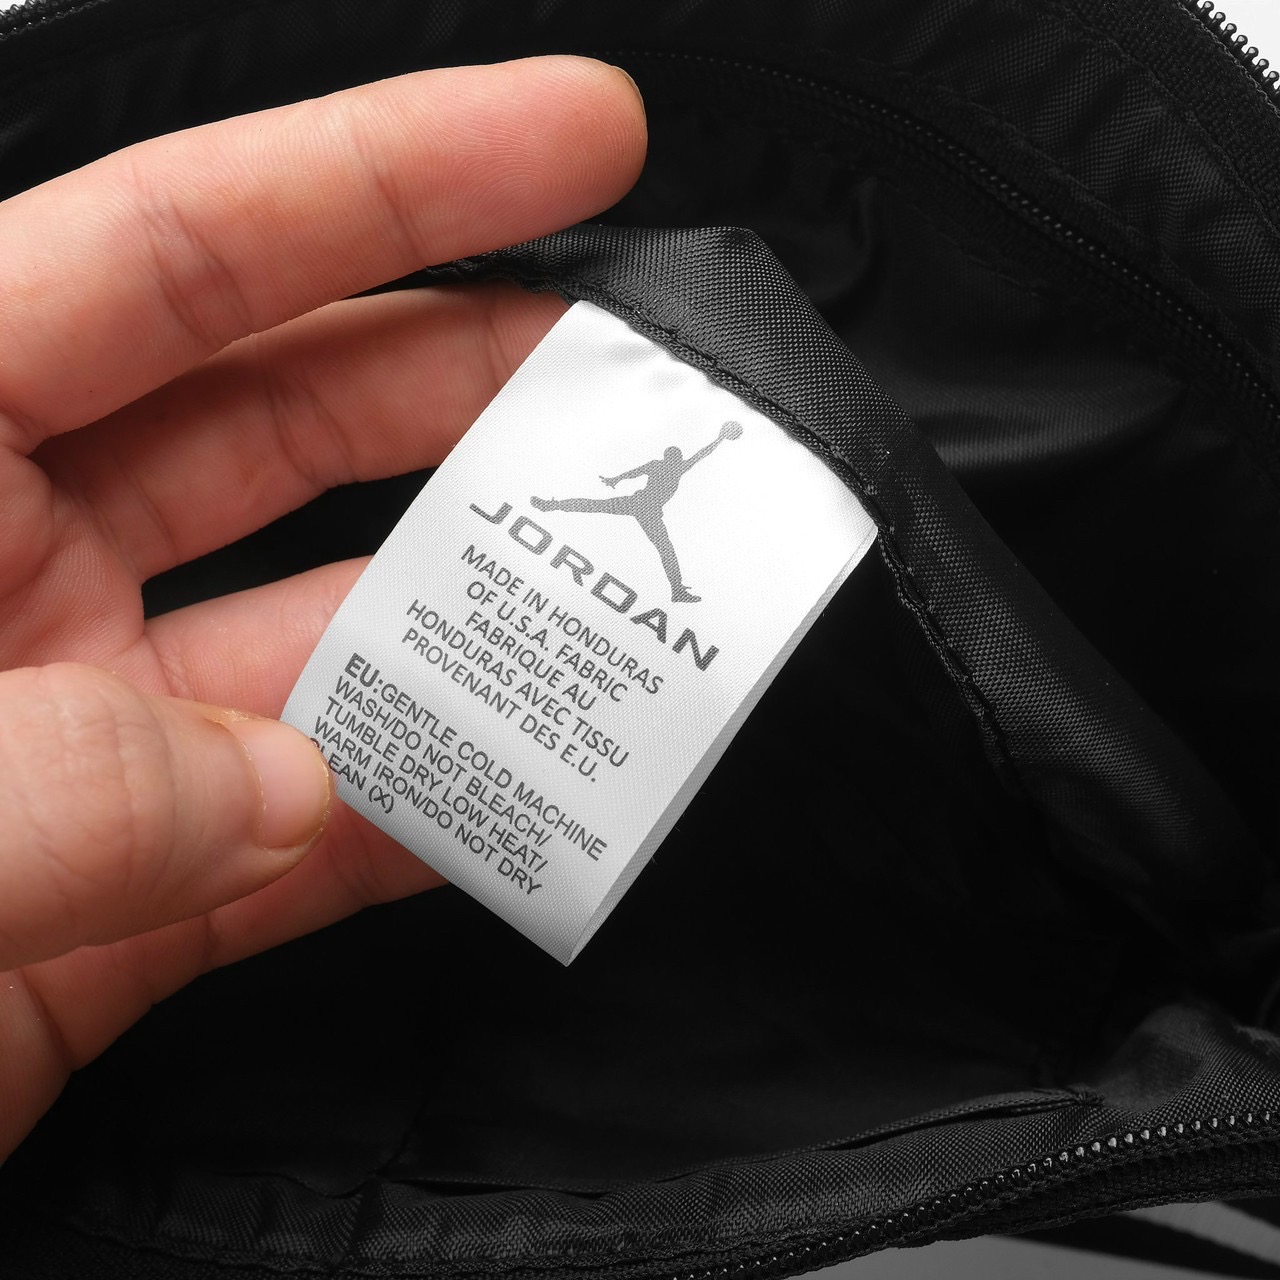 JORDAN
MADE IN HONDURAS
OF U.S.A. FABRIC
FABRIQUE AU
HONDURAS AVEC TISSU
PROVENANT DES E.U.
EU:GENTLE COLD MACHINE
WASH/DO NOT BLEACH/
TUMBLE DRY LOW HEAT/
WARM IRON/DO NOT DRY
CLEAN (X)